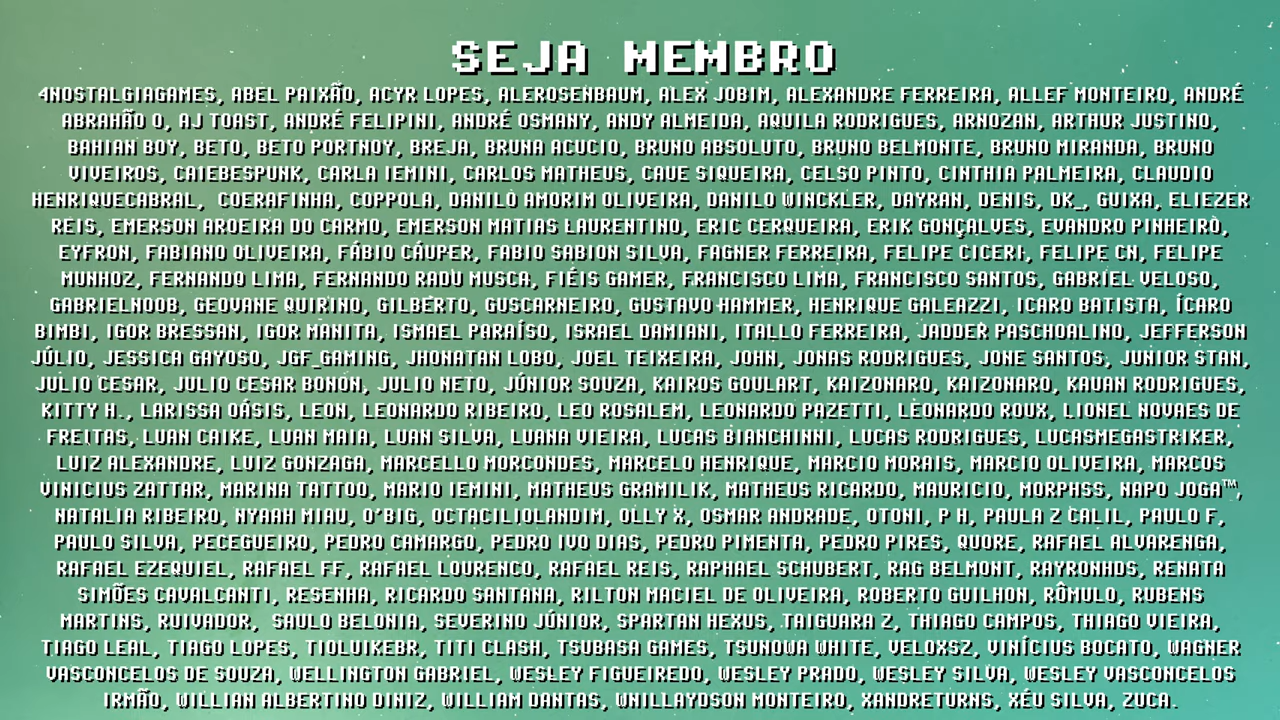 SEJA MEMBRO
4NOSTALGIAGAMES, ABEL PAIXÃO, ACYR LOPES, ALEROSENBAUM, ALEX JOBIM, ALEXANDRE FERREIRA, ALLEF MONTEIRO, ANDRÉ
ABRAHÃO O, AJ TOAST, ANDRÉ FELIPINI, ANDRÉ OSMANY, ANDY ALMEIDA, AQUILA RODRIGUES, ARNOZAN, ARTHUR JUSTINO,
BAHIAN BOY, BETO, BETO PORTNOY, BREJA, BRUNA ACUCIO, BRUNO ABSOLUTO, BRUNO BELMONTE, BRUNO MIRANDA, BRUNO
VIVEIROS, CA1EBESPUNK, CARLA IEMINI, CARLOS MATHEUS, CAUE SIQUEIRA, CELSO PINTO, CINTHIA PALMEIRA, CLAUDIO
HENRIQUECABRAL, COERAFINHA, COPPOLA, DANILO AMORIM OLIVEIRA, DANILO WINCKLER, DAYRAN, DENIS, DK_, GUIXA, ELIEZER
REIS, EMERSON AROEIRA DO CARMO, EMERSON MATIAS LAURENTINO, ERIC CERQUEIRA, ERIK GONÇALVES, EVANDRO PINHEIRO,
EYFRON, FABIANO OLIVEIRA, FÁBIO CÁUPER, FABIO SABION SILVA, FAGNER FERREIRA, FELIPE CICERI, FELIPE CN, FELIPE
MUNHOZ, FERNANDO LIMA, FERNANDO RADU MUSCA, FIÉIS GAMER, FRANCISCO LIMA, FRANCISCO SANTOS, GABRIEL VELOSO,
GABRIELNOOB, GEOVANE QUIRINO, GILBERTO, GUSCARNEIRO, GUSTAVO HAMMER, HENRIQUE GALEAZZI, ICARO BATISTA, ÍCARO
BIMBI, IGOR BRESSAN, IGOR MANITA, ISMAEL PARAÍSO, ISRAEL DAMIANI, ITALLO FERREIRA, JADDER PASCHOALINO, JEFFERSON
JÚLIO, JESSICA GAYOSO, JGF_GAMING, JHONATAN LOBO, JOEL TEIXEIRA, JOHN, JONAS RODRIGUES, JONE SANTOS, JUNIOR STAN,
JULIO CESAR, JULIO CESAR BONON, JULIO NETO, JÚNIOR SOUZA, KAIROS GOULART, KAIZONARO, KAIZONARO, KAUAN RODRIGUES,
KITTY H., LARISSA OÁSIS, LEON, LEONARDO RIBEIRO, LEO ROSALEM, LEONARDO PAZETTI, LEONARDO ROUX, LIONEL NOVAES DE
FREITAS, LUAN CAIKE, LUAN MAIA, LUAN SILVA, LUANA VIEIRA, LUCAS BIANCHINNI, LUCAS RODRIGUES, LUCASMEGASTRIKER,
LUIZ ALEXANDRE, LUIZ GONZAGA, MARCELLO MORCONDES, MARCELO HENRIQUE, MARCIO MORAIS, MARCIO OLIVEIRA, MARCOS
VINICIUS ZATTAR, MARINA TATTOO, MARIO IEMINI, MATHEUS GRAMILIK, MATHEUS RICARDO, MAURICIO, MORPHSS, NAPO JOGA™,
NATALIA RIBEIRO, NYAAH MIAU, O'BIG, OCTACILIOLANDIM, OLLY X, OSMAR ANDRADE, OTONI, P H, PAULA Z CALIL, PAULO F,
PAULO SILVA, PECEGUEIRO, PEDRO CAMARGO, PEDRO IVO DIAS, PEDRO PIMENTA, PEDRO PIRES, QUORE, RAFAEL ALVARENGA,
RAFAEL EZEQUIEL, RAFAEL FF, RAFAEL LOURENCO, RAFAEL REIS, RAPHAEL SCHUBERT, RAG BELMONT, RAYRONHDS, RENATA
SIMÕES CAVALCANTI, RESENHA, RICARDO SANTANA, RILTON MACIEL DE OLIVEIRA, ROBERTO GUILHON, RÔMULO, RUBENS
MARTINS, RUIVADOR, SAULO BELONIA, SEVERINO JÚNIOR, SPARTAN HEXUS, TAIGUARA Z, THIAGO CAMPOS, THIAGO VIEIRA,
TIAGO LEAL, TIAGO LOPES, TIOLUIKEBR, TITI CLASH, TSUBASA GAMES, TSUNOWA WHITE, VELOXSZ, VINÍCIUS BOCATO, WAGNER
VASCONCELOS DE SOUZA, WELLINGTON GABRIEL, WESLEY FIGUEIREDO, WESLEY PRADO, WESLEY SILVA, WESLEY VASCONCELOS
IRMÃO, WILLIAN ALBERTINO DINIZ, WILLIAM DANTAS, WNILLAYDSON MONTEIRO, XANDRETURNS, XÉU SILVA, ZUCA.